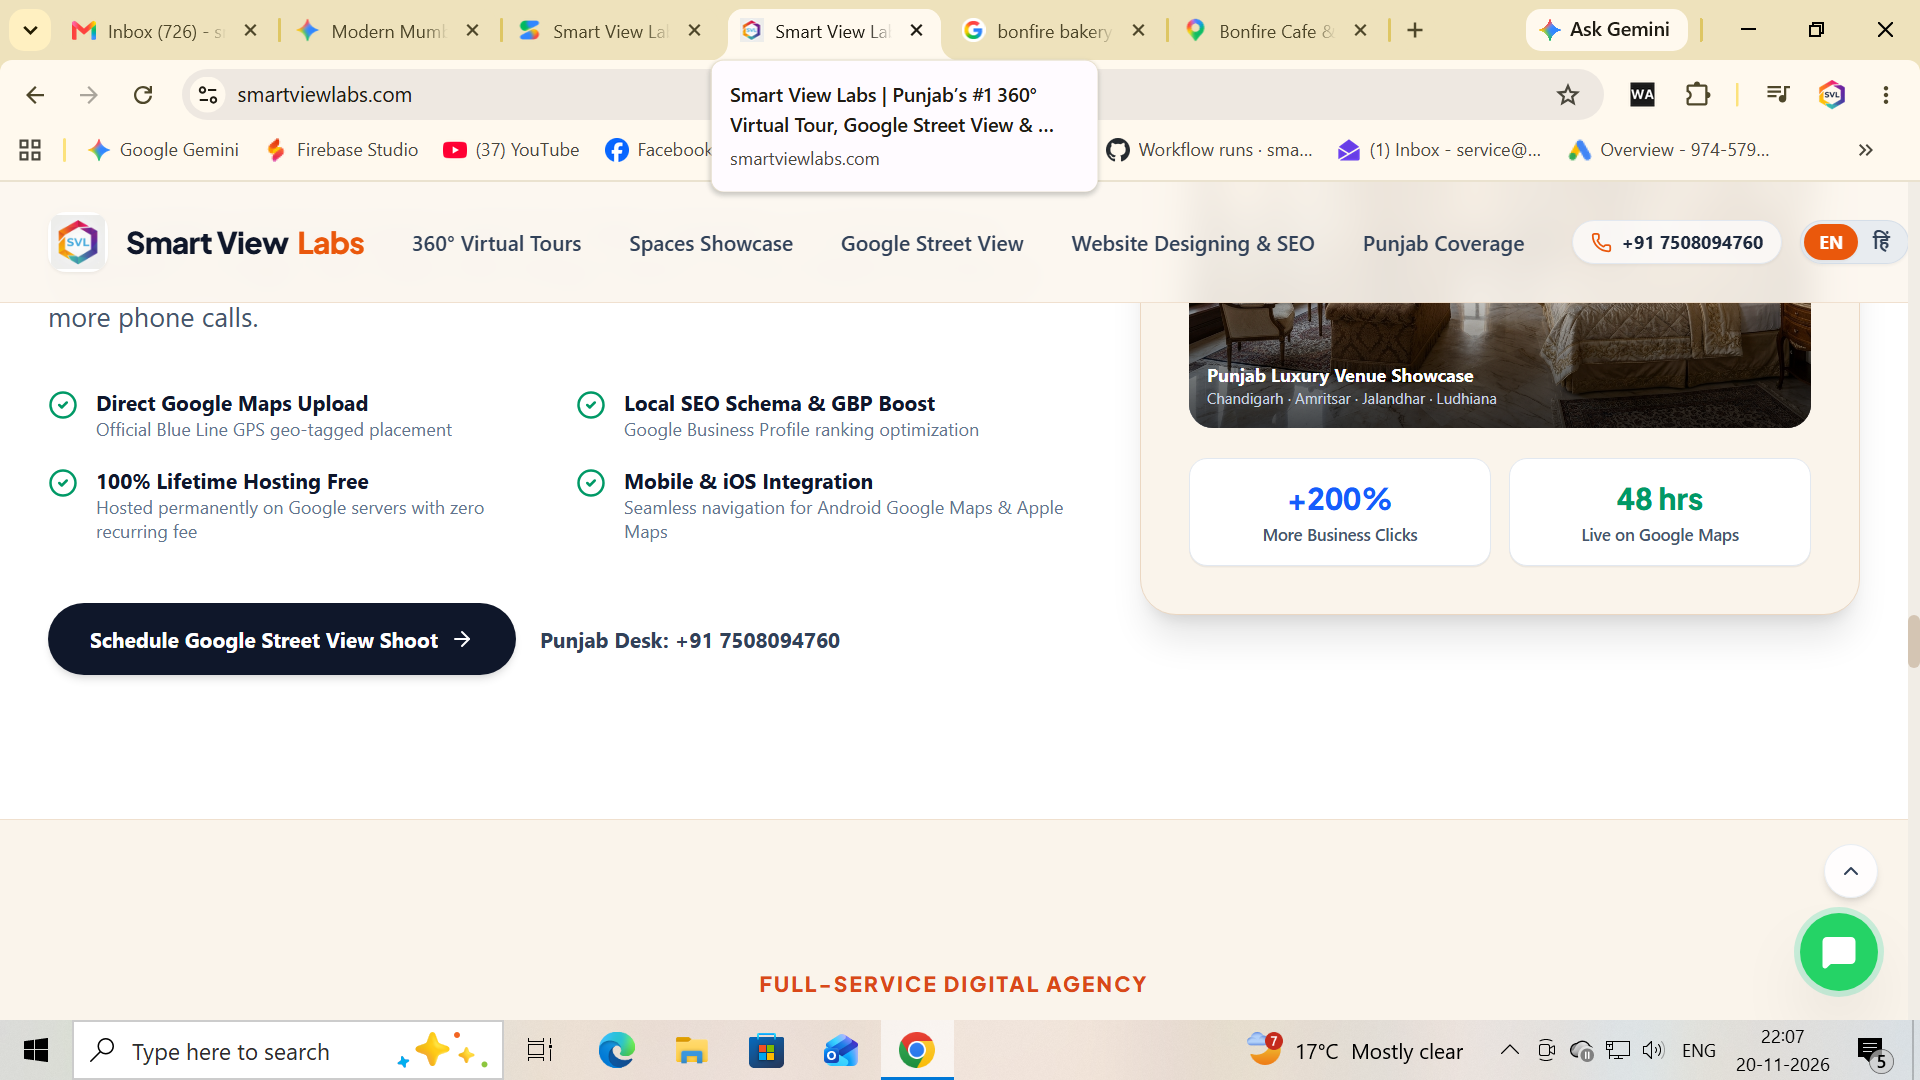 Inbox (726) - s
Modern Mumb
Smart View La
Smart View La
bonfire bakery
Bonfire Cafe &
Ask Gemini
smartviewlabs.com
WA
SVL
Smart View Labs | Punjab's #1 360°
Virtual Tour, Google Street View & ...
smartviewlabs.com
Google Gemini
Firebase Studio
(37) YouTube
Facebook
Workflow runs · sma...
(1) Inbox - service@...
Overview - 974-579...
SVL
Smart View Labs
360° Virtual Tours
Spaces Showcase
Google Street View
Website Designing & SEO
Punjab Coverage
+91 7508094760
EN
हिं
more phone calls.
Direct Google Maps Upload
Official Blue Line GPS geo-tagged placement
Local SEO Schema & GBP Boost
Google Business Profile ranking optimization
100% Lifetime Hosting Free
Hosted permanently on Google servers with zero
recurring fee
Mobile & iOS Integration
Seamless navigation for Android Google Maps & Apple
Maps
Schedule Google Street View Shoot →
Punjab Desk: +91 7508094760
Punjab Luxury Venue Showcase
Chandigarh · Amritsar · Jalandhar · Ludhiana
+200%
More Business Clicks
48 hrs
Live on Google Maps
FULL-SERVICE DIGITAL AGENCY
Type here to search
7
17°C Mostly clear
ENG
22:07
20-11-2026
5